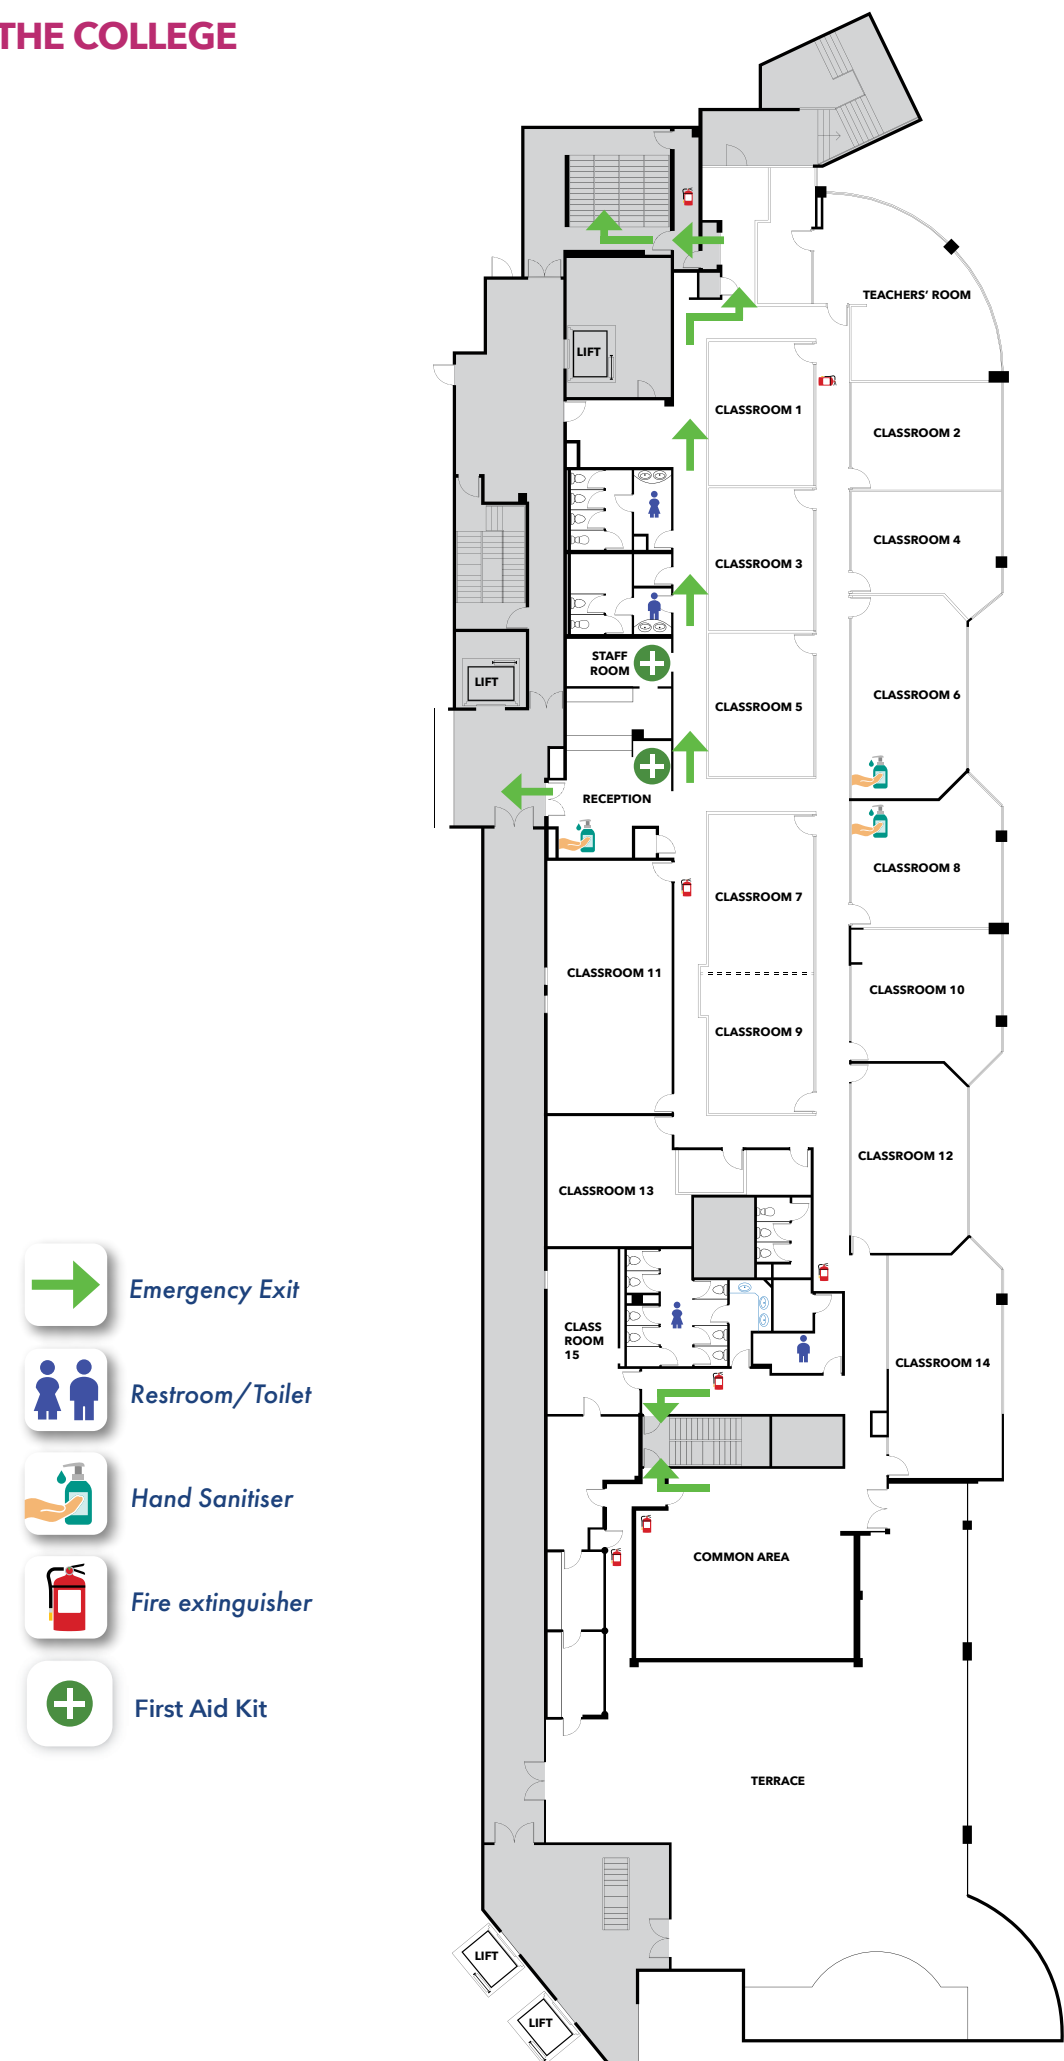 THE COLLEGE
TEACHERS' ROOM
LIFT
CLASSROOM 1
CLASSROOM 2
CLASSROOM 4
CLASSROOM 3
STAFF
ROOM
LIFT
CLASSROOM 6
CLASSROOM 5
RECEPTION
CLASSROOM 8
CLASSROOM 7
CLASSROOM 11
CLASSROOM 10
CLASSROOM 9
CLASSROOM 12
CLASSROOM 13
Emergency Exit
CLASS
ROOM
15
CLASSROOM 14
Restroom/Toilet
Hand Sanitiser
COMMON AREA
Fire extinguisher
First Aid Kit
TERRACE
LIFT
LIFT